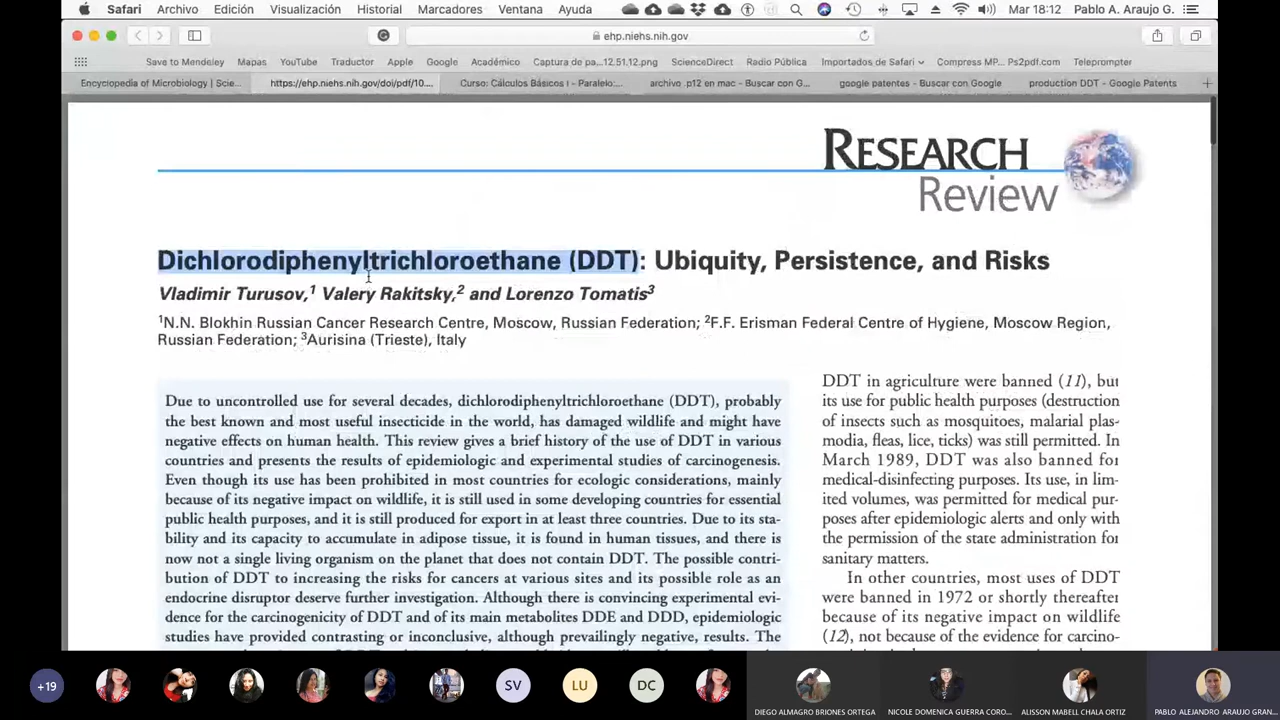 Safari Archivo Edición Visualización Historial Marcadores Ventana Ayuda Mar 18:12 Pablo A. Araujo G.
ehp.niehs.nih.gov
Save to Mendeley Mapas YouTube Traductor Apple Google Académico Captura de pa...12.51.12.png ScienceDirect Radio Pública Importados de Safari Compress MP... Ps2pdf.com Teleprompter
Encyclopedia of Microbiology | Scie... https://ehp.niehs.nih.gov/doi/pdf/10.... Curso: Cálculos Básicos I - Paralelo:... archivo .p12 en mac - Buscar con G... google patentes - Buscar con Google production DDT - Google Patents
RESEARCH
Review
Dichlorodiphenyltrichloroethane (DDT): Ubiquity, Persistence, and Risks
Vladimir Turusov,1 Valery Rakitsky,2 and Lorenzo Tomatis3
1N.N. Blokhin Russian Cancer Research Centre, Moscow, Russian Federation; 2F.F. Erisman Federal Centre of Hygiene, Moscow Region,
Russian Federation; 3Aurisina (Trieste), Italy
Due to uncontrolled use for several decades, dichlorodiphenyltrichloroethane (DDT), probably
the best known and most useful insecticide in the world, has damaged wildlife and might have
negative effects on human health. This review gives a brief history of the use of DDT in various
countries and presents the results of epidemiologic and experimental studies of carcinogenesis.
Even though its use has been prohibited in most countries for ecologic considerations, mainly
because of its negative impact on wildlife, it is still used in some developing countries for essential
public health purposes, and it is still produced for export in at least three countries. Due to its sta-
bility and its capacity to accumulate in adipose tissue, it is found in human tissues, and there is
now not a single living organism on the planet that does not contain DDT. The possible contri-
bution of DDT to increasing the risks for cancers at various sites and its possible role as an
endocrine disruptor deserve further investigation. Although there is convincing experimental evi-
dence for the carcinogenicity of DDT and of its main metabolites DDE and DDD, epidemiologic
studies have provided contrasting or inconclusive, although prevailingly negative, results. The
DDT in agriculture were banned (11), but
its use for public health purposes (destruction
of insects such as mosquitoes, malarial plas-
modia, fleas, lice, ticks) was still permitted. In
March 1989, DDT was also banned for
medical-disinfecting purposes. Its use, in lim-
ited volumes, was permitted for medical pur-
poses after epidemiologic alerts and only with
the permission of the state administration for
sanitary matters.
In other countries, most uses of DDT
were banned in 1972 or shortly thereafter
because of its negative impact on wildlife
(12), not because of the evidence for carcino-
+19 SV LU DC
DIEGO ALMAGRO BRIONES ORTEGA NICOLE DOMENICA GUERRA CORO... ALISSON MABELL CHALA ORTIZ PABLO ALEJANDRO ARAUJO GRAN...